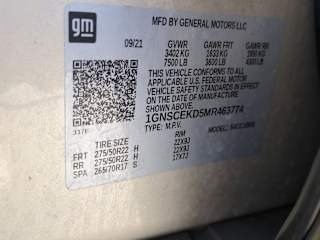 gm
MFD BY GENERAL MOTORS LLC
09/21 GVWR GAWR FRT GAWR RR
3402 KG 1633 KG
7500 LB 3600 LB
THIS VEHICLE CONFORMS TO ALL
APPLICABLE U.S. FEDERAL MOTOR
VEHICLE SAFETY STANDARDS
IN EFFECT ON THE DATE OF MANUFACTURE
SHOWN ABOVE.
1GNSCEKD5MR463774
TYPE: M.P.V.
317E
TIRE SIZE RIM
FRT 275/50R22 H 22X9J
RR 275/50R22 H 22X9J
SPA 265/70R17 S 17X7J